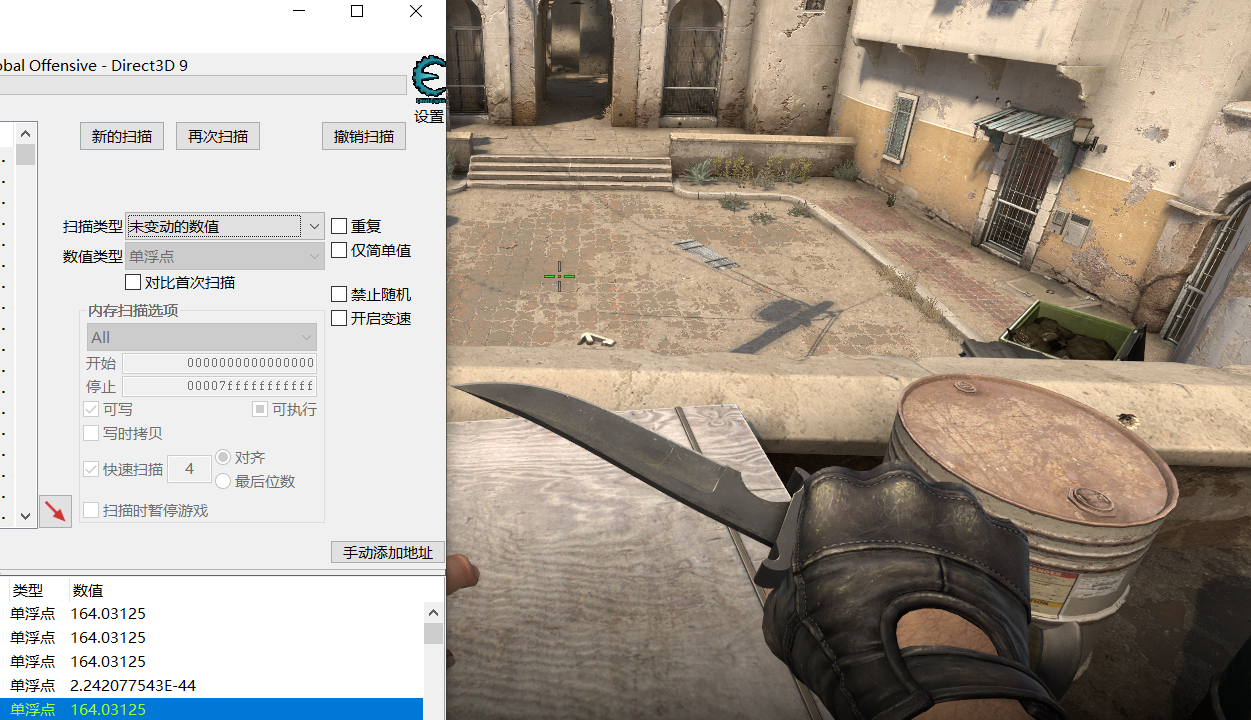 obal Offensive - Direct3D 9
设置
新的扫描 再次扫描 撤销扫描
扫描类型 未变动的数值 重复
数值类型 单浮点 仅简单值
对比首次扫描
内存扫描选项 禁止随机
All 开启变速
开始 0000000000000000
停止 00007fffffffffff
可写 可执行
写时拷贝
快速扫描 4 对齐
最后位数
扫描时暂停游戏
手动添加地址
类型 数值
单浮点 164.03125
单浮点 164.03125
单浮点 164.03125
单浮点 2.242077543E-44
单浮点 164.03125